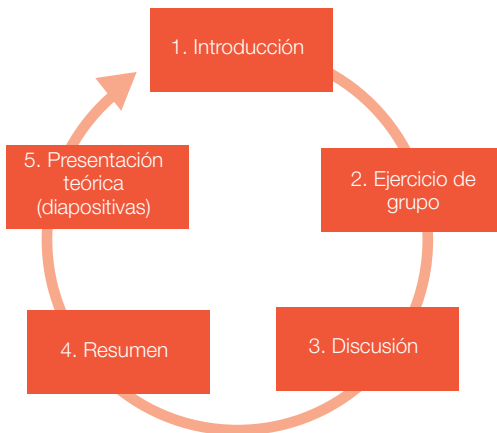 1. Introducción
2. Ejercicio de
grupo
3. Discusión
4. Resumen
5. Presentación
teórica
(diapositivas)